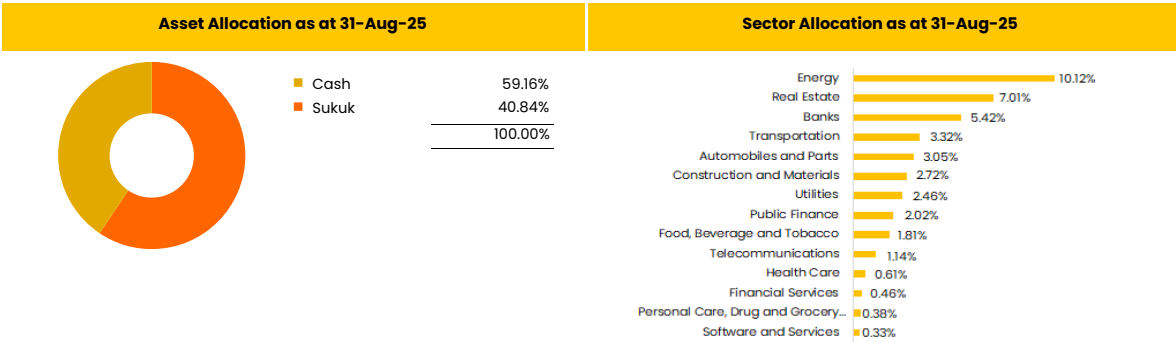 Asset Allocation as at 31-Aug-25
Cash 59.16%
Sukuk 40.84%
100.00%
Sector Allocation as at 31-Aug-25
Energy 10.12%
Real Estate 7.01%
Banks 5.42%
Transportation 3.32%
Automobiles and Parts 3.05%
Construction and Materials 2.72%
Utilities 2.46%
Public Finance 2.02%
Food, Beverage and Tobacco 1.81%
Telecommunications 1.14%
Health Care 0.61%
Financial Services 0.46%
Personal Care, Drug and Grocery... 0.38%
Software and Services 0.33%